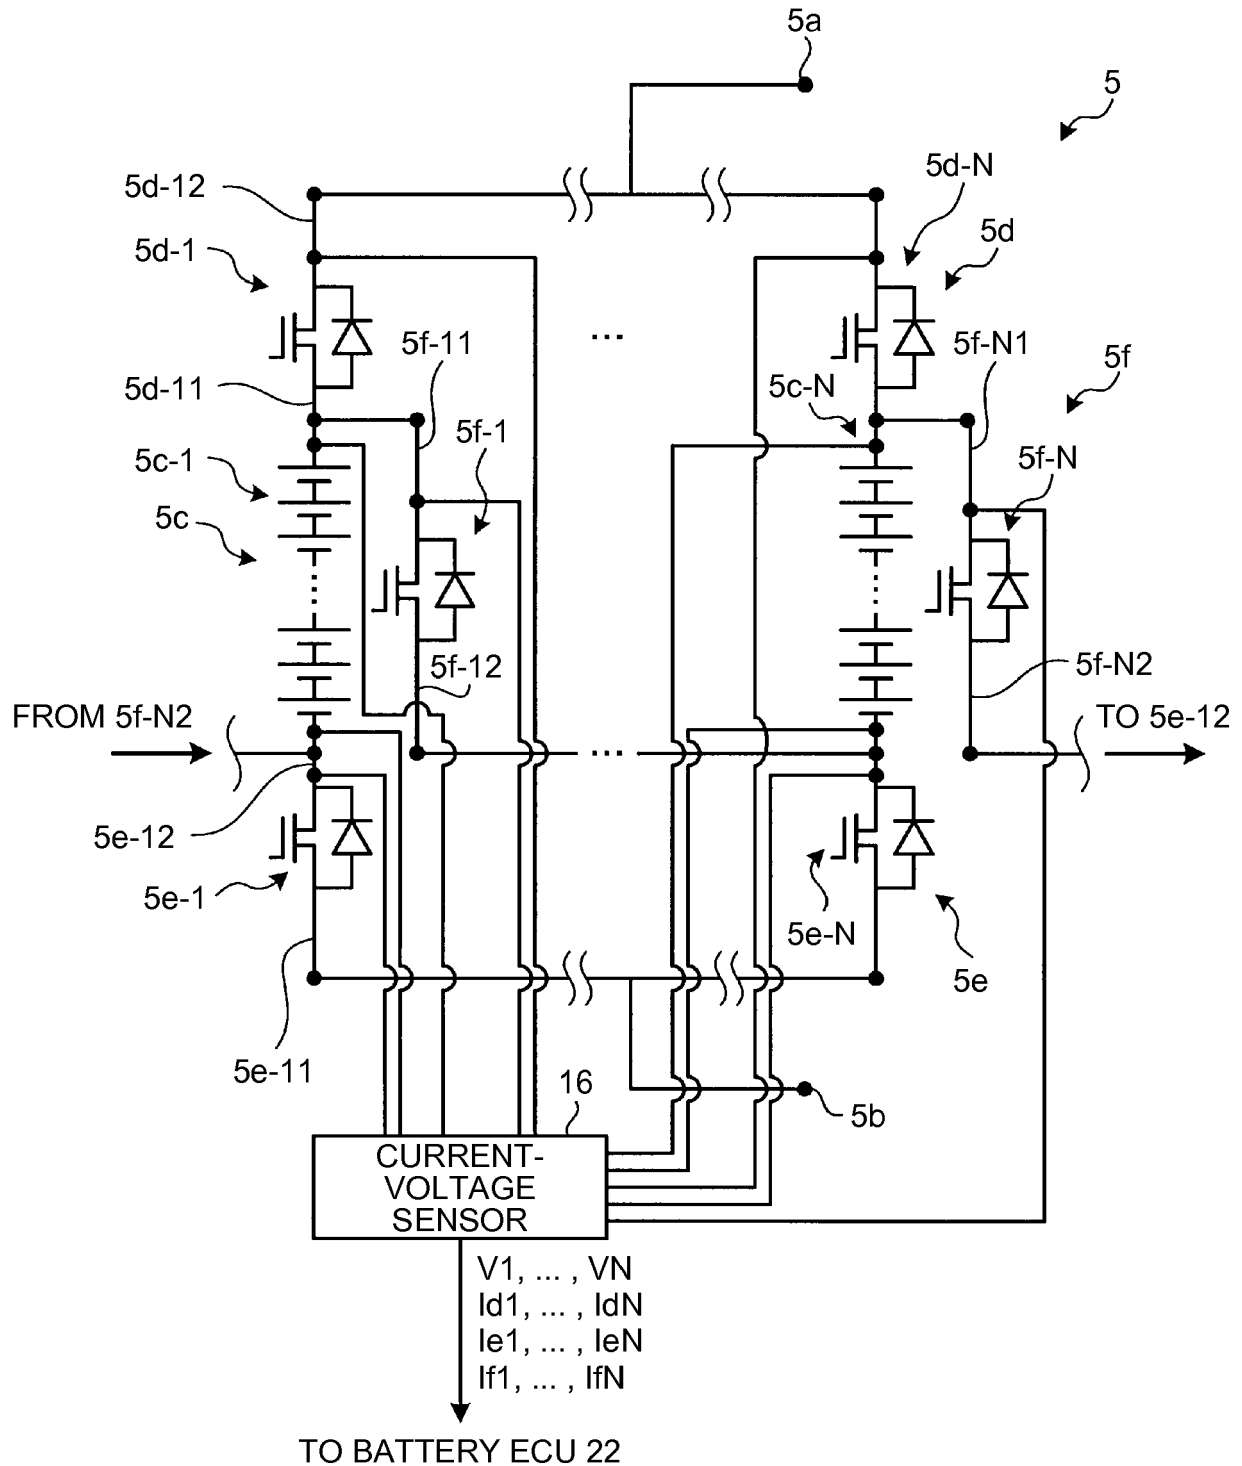 5a
5
5d-N
5d-12
5d
5d-1
...
5f-11
5f-N1
5f
5d-11
5c-N
5f-1
5f-N
5c-1
5c
5f-12
5f-N2
FROM 5f-N2
TO 5e-12
...
5e-12
5e-1
5e-N
5e
5e-11
16
5b
CURRENT-
VOLTAGE
SENSOR
V1, ... , VN
Id1, ... , IdN
Ie1, ... , IeN
If1, ... , IfN
TO BATTERY ECU 22